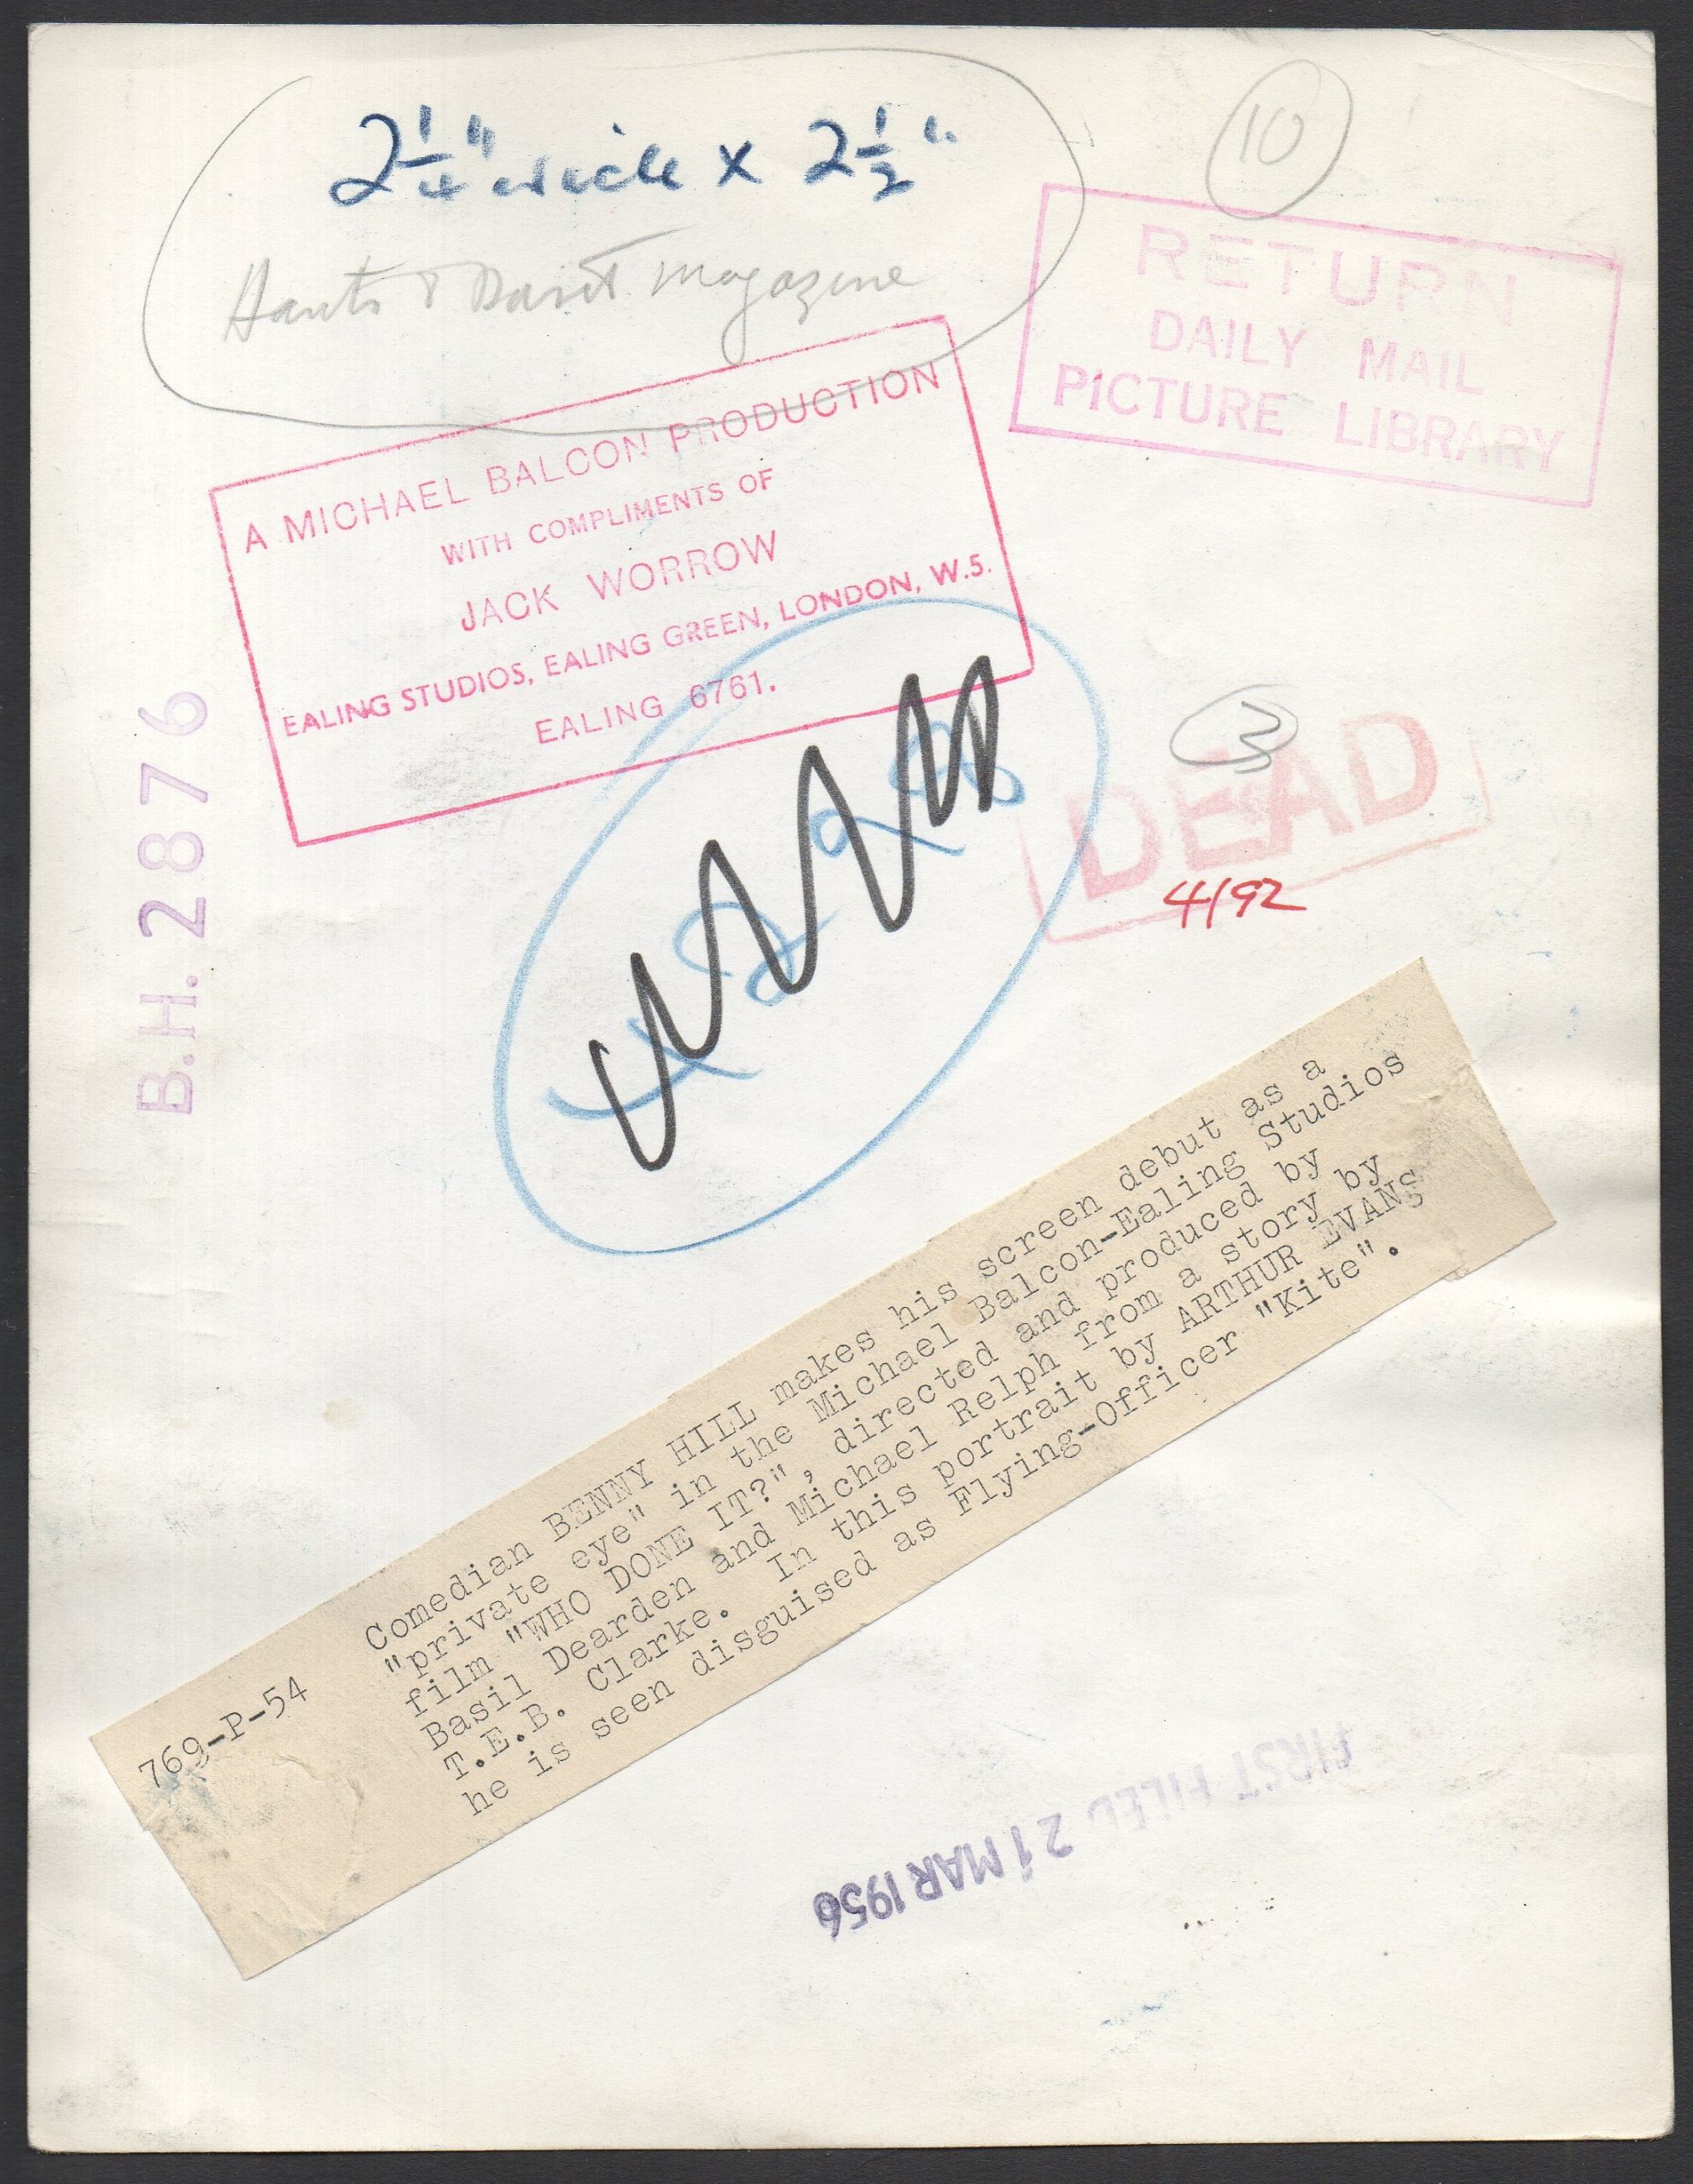 2¼" wide x 2½"
10
Hants & Dorset magazine
RETURN
DAILY MAIL
PICTURE LIBRARY
A MICHAEL BALCON PRODUCTION
WITH COMPLIMENTS OF
JACK WORROW
EALING STUDIOS, EALING GREEN, LONDON, W.5.
EALING 6761.
B.H. 2876
3
DEAD
4/92
769-P-54
Comedian BENNY HILL makes his screen debut as a
"private eye" in the Michael Balcon-Ealing Studios
film "WHO DONE IT?", directed and produced by
Basil Dearden and Michael Relph from a story by
T.E.B. Clarke. In this portrait by ARTHUR EVANS
he is seen disguised as Flying-Officer "Kite".
FIRST FILED 21 MAR 1956